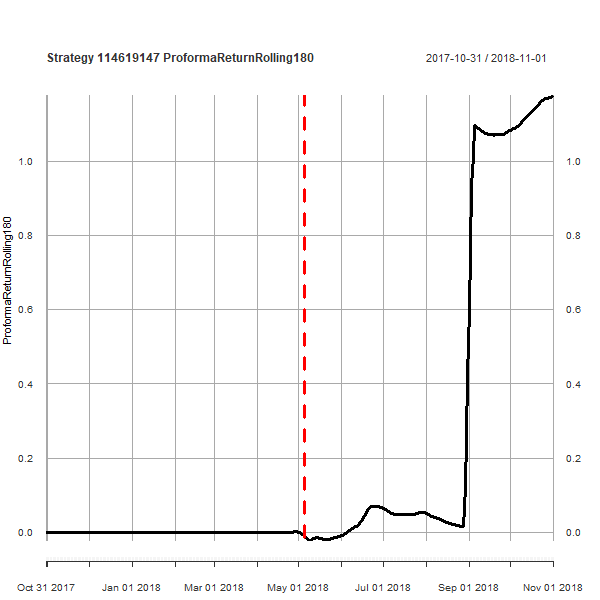 Strategy 114619147 ProformaReturnRolling180
2017-10-31 / 2018-11-01
ProformaReturnRolling180
1.0 1.0
0.8 0.8
0.6 0.6
0.4 0.4
0.2 0.2
0.0 0.0
Oct 31 2017 Jan 01 2018 Mar 01 2018 May 01 2018 Jul 01 2018 Sep 01 2018 Nov 01 2018